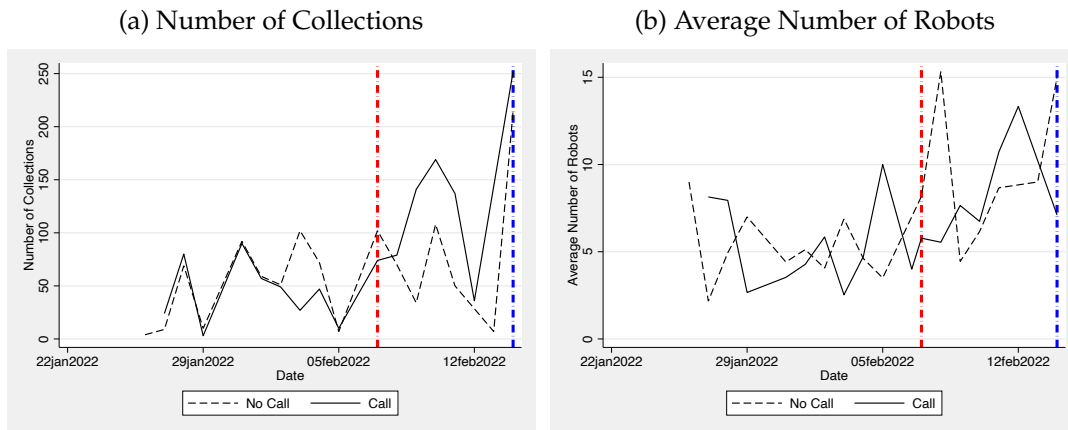 (a) Number of Collections
250
200
150
100
50
0
Number of Collections
22jan2022
29jan2022
05feb2022
12feb2022
Date
No Call
Call
(b) Average Number of Robots
15
10
5
0
Average Number of Robots
22jan2022
29jan2022
05feb2022
12feb2022
Date
No Call
Call